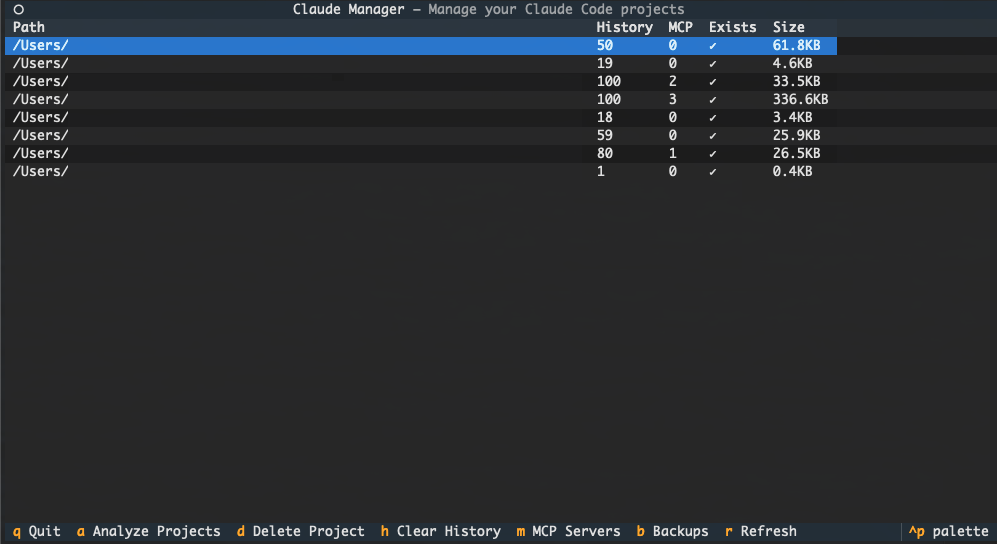 Claude Manager — Manage your Claude Code projects
Path History MCP Exists Size
/Users/ 50 0 ✓ 61.8KB
/Users/ 19 0 ✓ 4.6KB
/Users/ 100 2 ✓ 33.5KB
/Users/ 100 3 ✓ 336.6KB
/Users/ 18 0 ✓ 3.4KB
/Users/ 59 0 ✓ 25.9KB
/Users/ 80 1 ✓ 26.5KB
/Users/ 1 0 ✓ 0.4KB
q Quit a Analyze Projects d Delete Project h Clear History m MCP Servers b Backups r Refresh ^p palette